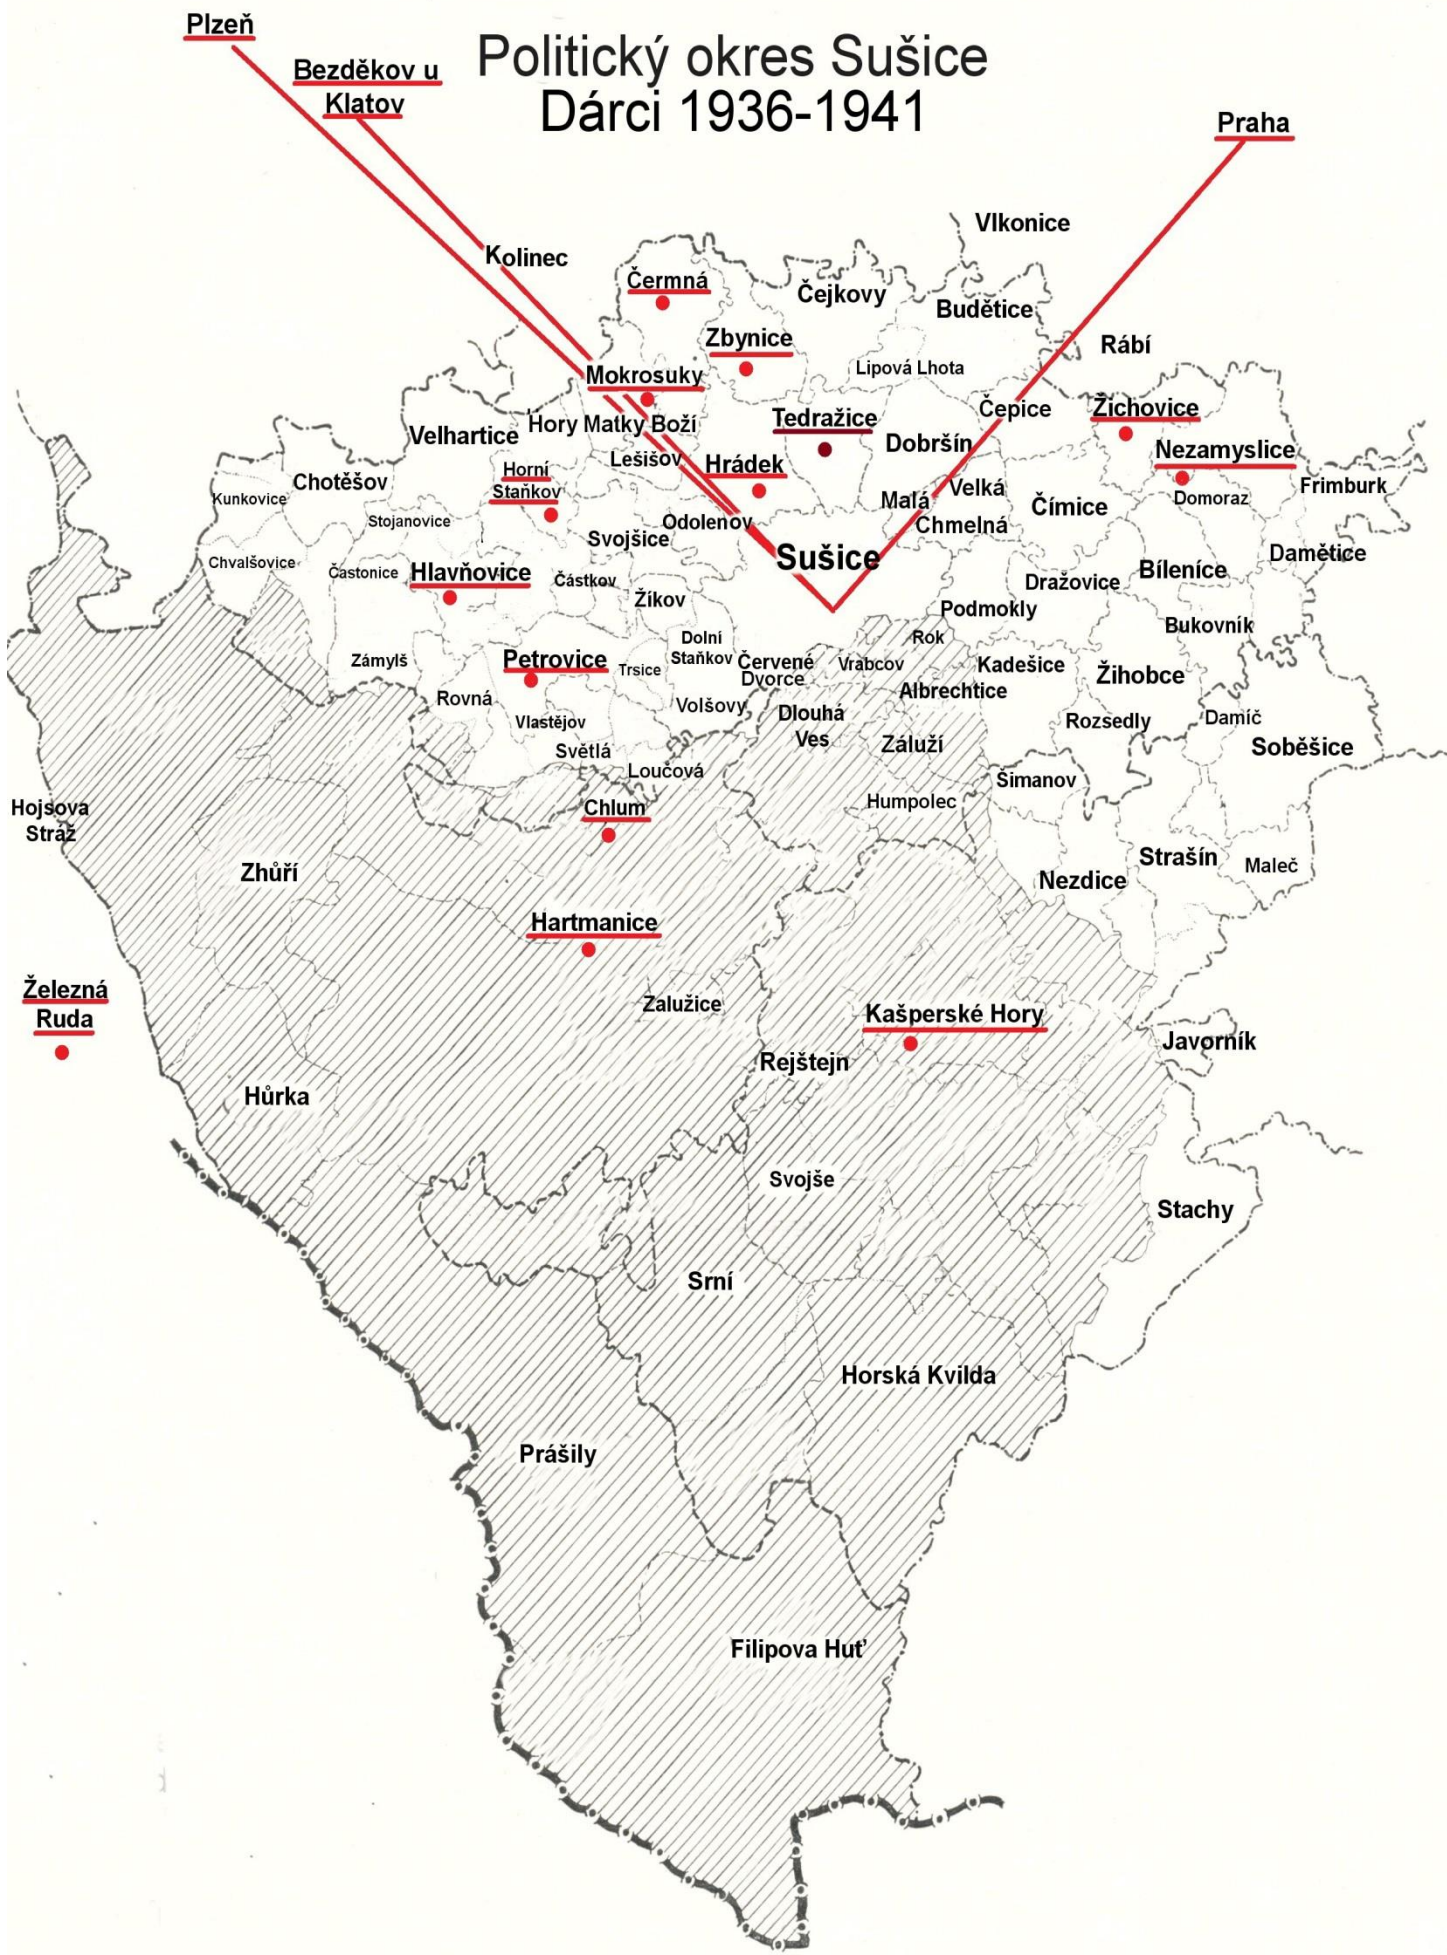 Plzeň
Politický okres Sušice
Bezděkov u
Klatov
Dárci 1936-1941
Praha
Vlkonice
Kolinec
Čermná
Čejkovy
Budětice
Zbynice
Rábí
Lipová Lhota
Mokrosuky
Hory Matky Boží
Tedražice
Čepice
Žichovice
Velhartice
Dobršín
Nezamyslice
Lešišov
Hrádek
Horní
Staňkov
Chotěšov
Kunkovice
Malá
Velká
Chmelná
Čímice
Domoraz
Frimburk
Stojanovice
Odolenov
Svojšice
Sušice
Damětice
Chvalšovice
Častonice
Hlavňovice
Částkov
Dražovice
Bíleníce
Žíkov
Podmokly
Bukovník
Dolní
Staňkov
Rok
Zámyšl
Petrovice
Trsice
Červené
Dvorce
Vrabcov
Kadešice
Žihobce
Albrechtice
Rovná
Vlastějov
Volšovy
Dlouhá
Ves
Rozsedly
Damíč
Světlá
Záluží
Soběšice
Loučová
Šimanov
Hojsova
Stráž
Chlum
Humpolec
Zhůří
Nezdice
Strašín
Maleč
Hartmanice
Železná
Ruda
Zalužice
Kašperské Hory
Javorník
Rejštejn
Hůrka
Svojše
Stachy
Srní
Horská Kvilda
Prášily
Filipova Huť